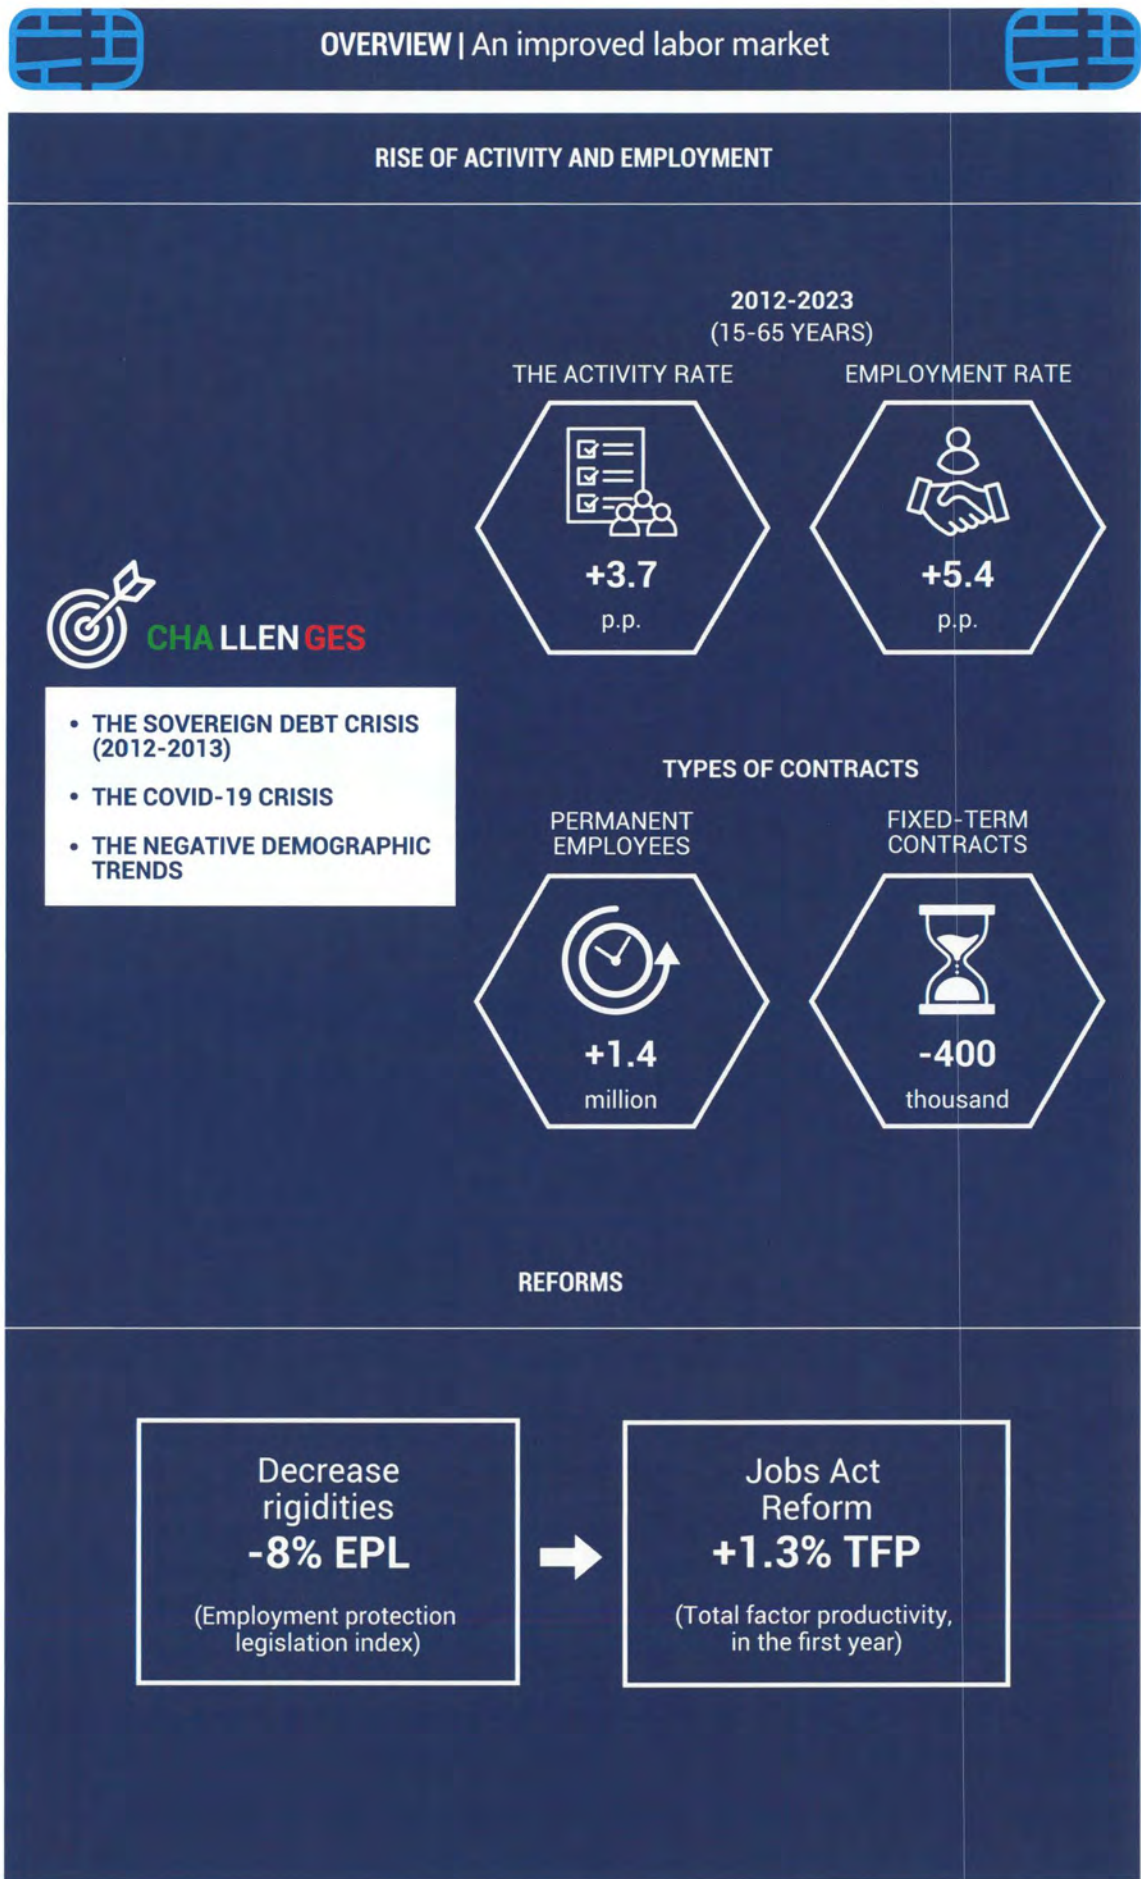 OVERVIEW | An improved labor market
RISE OF ACTIVITY AND EMPLOYMENT
2012-2023
(15-65 YEARS)
THE ACTIVITY RATE
+3.7
p.p.
EMPLOYMENT RATE
+5.4
p.p.
CHALLENGES
• THE SOVEREIGN DEBT CRISIS
(2012-2013)
• THE COVID-19 CRISIS
• THE NEGATIVE DEMOGRAPHIC
TRENDS
TYPES OF CONTRACTS
PERMANENT
EMPLOYEES
+1.4
million
FIXED-TERM
CONTRACTS
-400
thousand
REFORMS
Decrease
rigidities
-8% EPL
(Employment protection
legislation index)
Jobs Act
Reform
+1.3% TFP
(Total factor productivity,
in the first year)